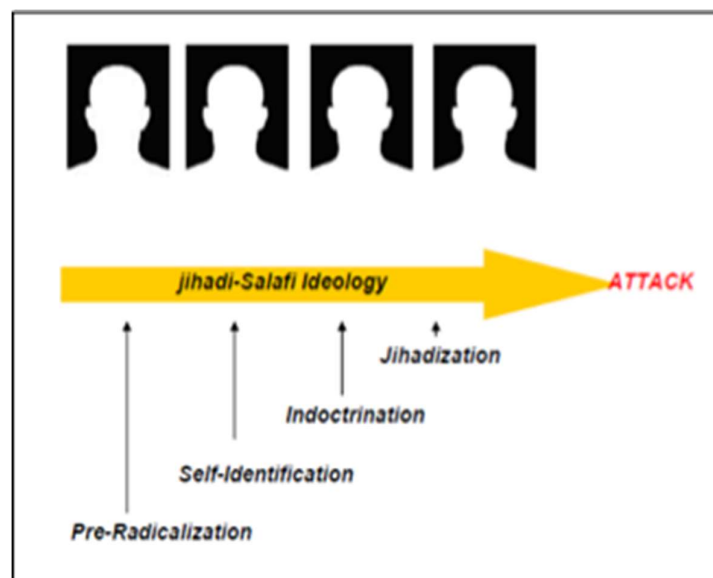 jihadi-Salafi Ideology
ATTACK
Jihadization
Indoctrination
Self-Identification
Pre-Radicalization